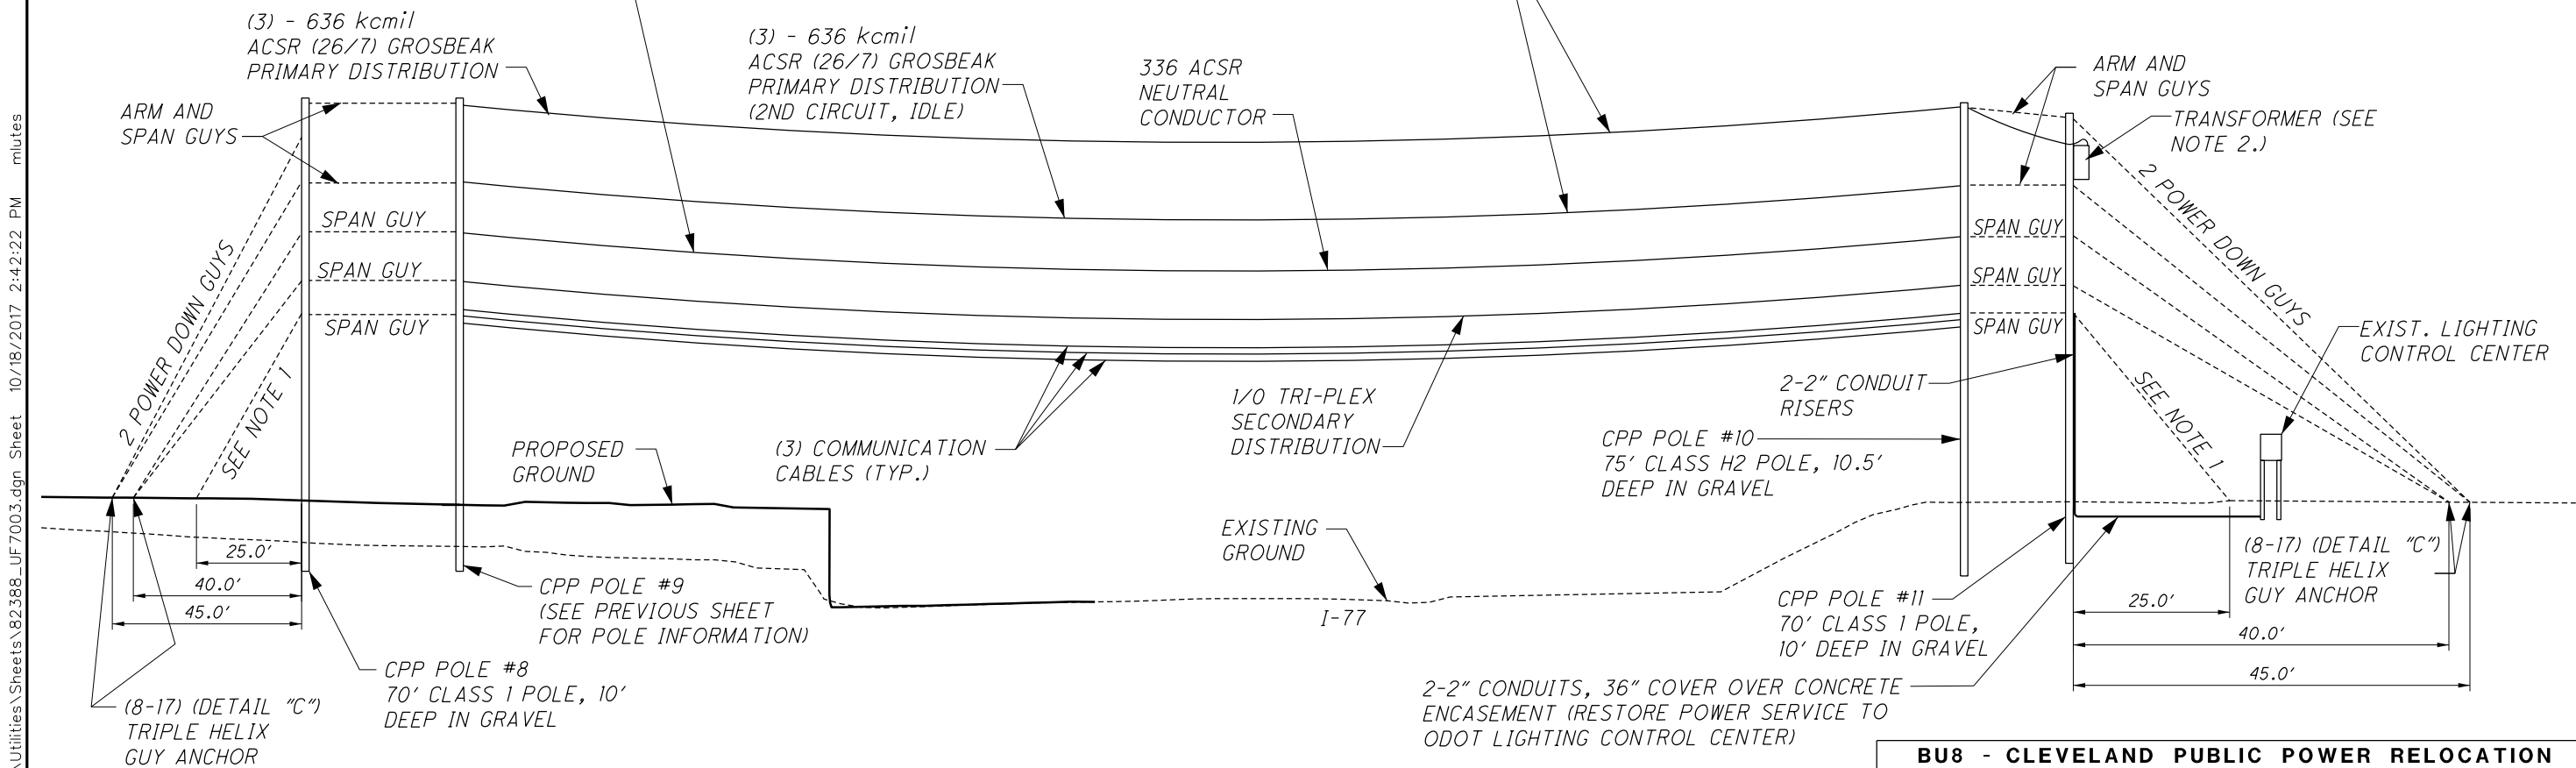 (3) - 636 kcmil
ACSR (26/7) GROSBEAK
PRIMARY DISTRIBUTION
ARM AND
SPAN GUYS
(3) - 636 kcmil
ACSR (26/7) GROSBEAK
PRIMARY DISTRIBUTION
(2ND CIRCUIT, IDLE)
336 ACSR
NEUTRAL
CONDUCTOR
ARM AND
SPAN GUYS
TRANSFORMER (SEE
NOTE 2.)
SPAN GUY
SPAN GUY
SPAN GUY
2 POWER DOWN GUYS
SEE NOTE 1
SPAN GUY
SPAN GUY
SPAN GUY
2 POWER DOWN GUYS
SEE NOTE 1
EXIST. LIGHTING
CONTROL CENTER
2-2" CONDUIT
RISERS
1/0 TRI-PLEX
SECONDARY
DISTRIBUTION
(3) COMMUNICATION
CABLES (TYP.)
PROPOSED
GROUND
CPP POLE #10
75' CLASS H2 POLE, 10.5'
DEEP IN GRAVEL
EXISTING
GROUND
I-77
25.0'
40.0'
45.0'
CPP POLE #9
(SEE PREVIOUS SHEET
FOR POLE INFORMATION)
CPP POLE #8
70' CLASS 1 POLE, 10'
DEEP IN GRAVEL
(8-17) (DETAIL "C")
TRIPLE HELIX
GUY ANCHOR
CPP POLE #11
70' CLASS 1 POLE,
10' DEEP IN GRAVEL
(8-17) (DETAIL "C")
TRIPLE HELIX
GUY ANCHOR
25.0'
40.0'
45.0'
2-2" CONDUITS, 36" COVER OVER CONCRETE
ENCASEMENT (RESTORE POWER SERVICE TO
ODOT LIGHTING CONTROL CENTER)
BU8 - CLEVELAND PUBLIC POWER RELOCATION
\Utilities\Sheets\82388_UF7003.dgn Sheet 10/18/2017 2:42:22 PM mlutes